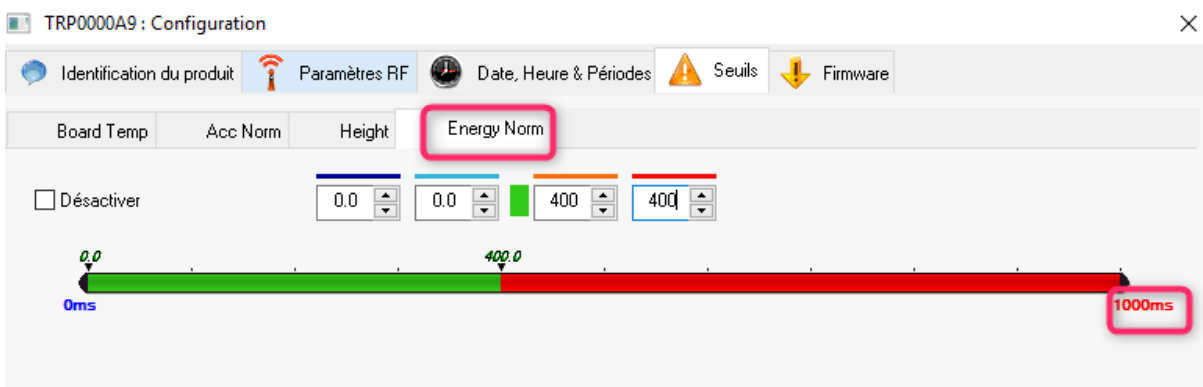 TRP0000A9 : Configuration
Identification du produit Paramètres RF Date, Heure & Périodes Seuils Firmware
Board Temp Acc Norm Height Energy Norm
Désactiver 0.0 0.0 400 400
0.0 400.0
0ms 1000ms